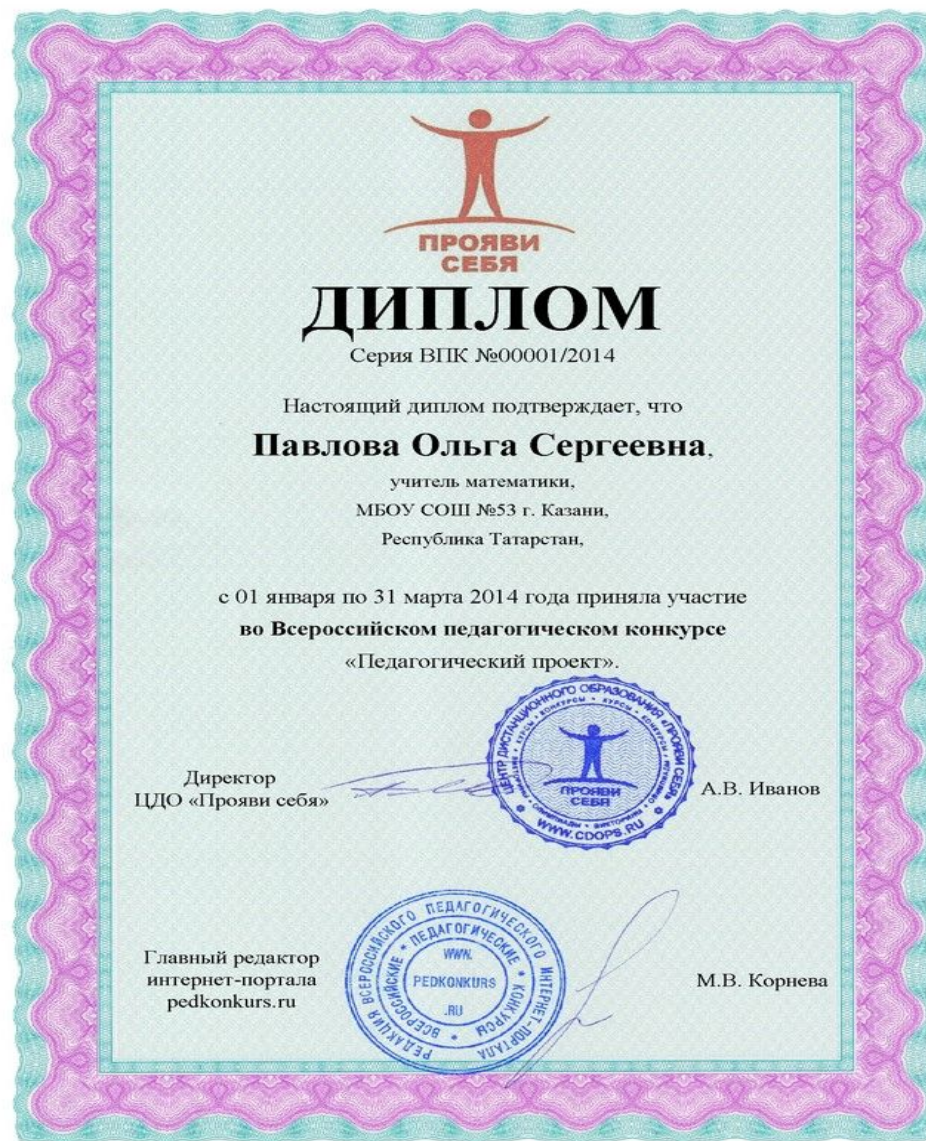 ПРОЯВИ
СЕБЯ
ДИПЛОМ
Серия ВПК №00001/2014
Настоящий диплом подтверждает, что
Павлова Ольга Сергеевна,
учитель математики,
МБОУ СОШ №53 г. Казани,
Республика Татарстан,
с 01 января по 31 марта 2014 года приняла участие
во Всероссийском педагогическом конкурсе
«Педагогический проект».
Директор
ЦДО «Прояви себя»
ЦЕНТР ДИСТАНЦИОННОГО ОБРАЗОВАНИЯ «ПРОЯВИ СЕБЯ»
ПРОЯВИ
СЕБЯ
WWW.CDOPS.RU
А.В. Иванов
Главный редактор
интернет-портала
pedkonkurs.ru
РЕДАКЦИЯ ВСЕРОССИЙСКОГО ПЕДАГОГИЧЕСКОГО ИНТЕРНЕТ-ПОРТАЛА
ВСЕРОССИЙСКИЕ * ПЕДАГОГИЧЕСКИЕ * КОНКУРСЫ *
WWW.
PEDKONKURS
.RU
М.В. Корнева